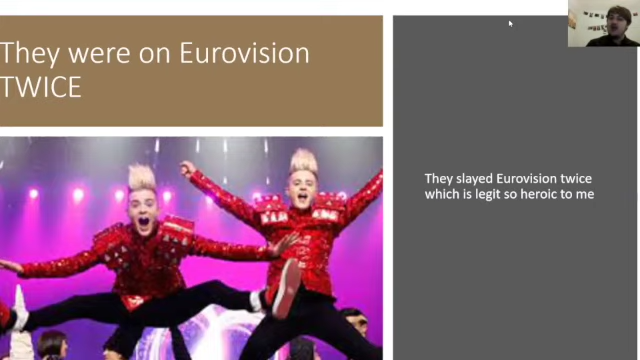 They were on Eurovision
TWICE
They slayed Eurovision twice
which is legit so heroic to me